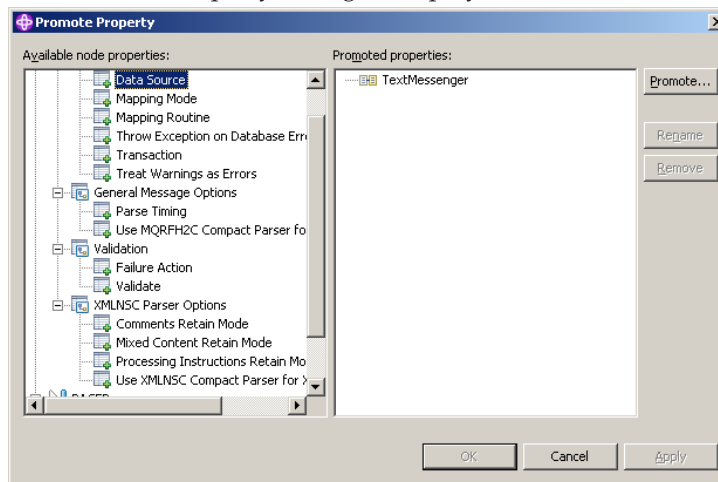 Promote Property
Available node properties:
Promoted properties:
Data Source
Mapping Mode
Mapping Routine
Throw Exception on Database Erro
Transaction
Treat Warnings as Errors
General Message Options
Parse Timing
Use MQRFH2C Compact Parser fo
Validation
Failure Action
Validate
XMLNSC Parser Options
Comments Retain Mode
Mixed Content Retain Mode
Processing Instructions Retain Mo
Use XMLNSC Compact Parser for X
TextMessenger
Promote...
Rename
Remove
OK
Cancel
Apply